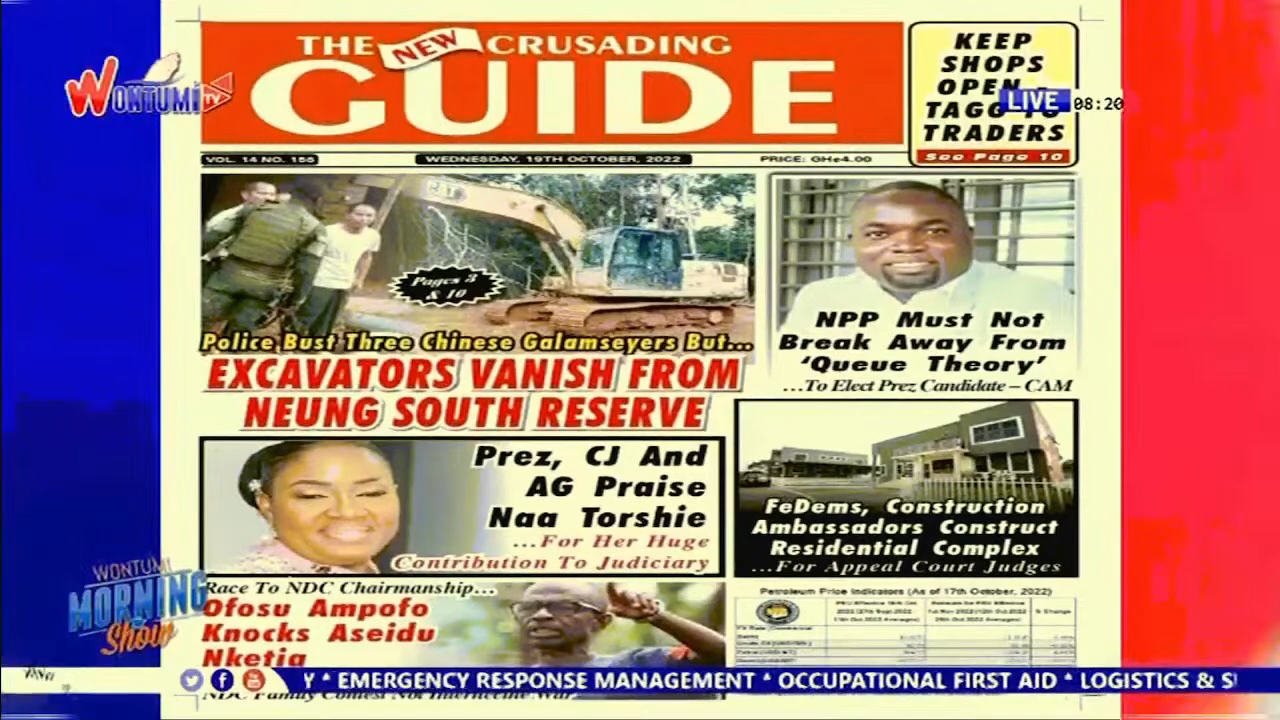 THE NEW CRUSADING
GUIDE
KEEP
SHOPS
OPEN
TRADERS
See Page 10
WONTUMI TV
LIVE 08:20
VOL. 14 NO.
WEDNESDAY, 19TH OCTOBER, 2022
PRICE: GH¢4.00
Pages 3
& 10
Police Bust Three Chinese Galamseyers But...
EXCAVATORS VANISH FROM
NEUNG SOUTH RESERVE
NPP Must Not
Break Away From
'Queue Theory'
...To Elect Prez Candidate – CAM
Prez, CJ And
AG Praise
Naa Torshie
...For Her Huge
Contribution To Judiciary
FeDems, Construction
Ambassadors Construct
Residential Complex
...For Appeal Court Judges
Race To NDC Chairmanship...
Ofosu Ampofo
Knocks Aseidu
Nketia
Petroleum Price Indicators (As of 17th October, 2022)
% Change
WONTUMI
MORNING
Show
Y * EMERGENCY RESPONSE MANAGEMENT * OCCUPATIONAL FIRST AID * LOGISTICS & S